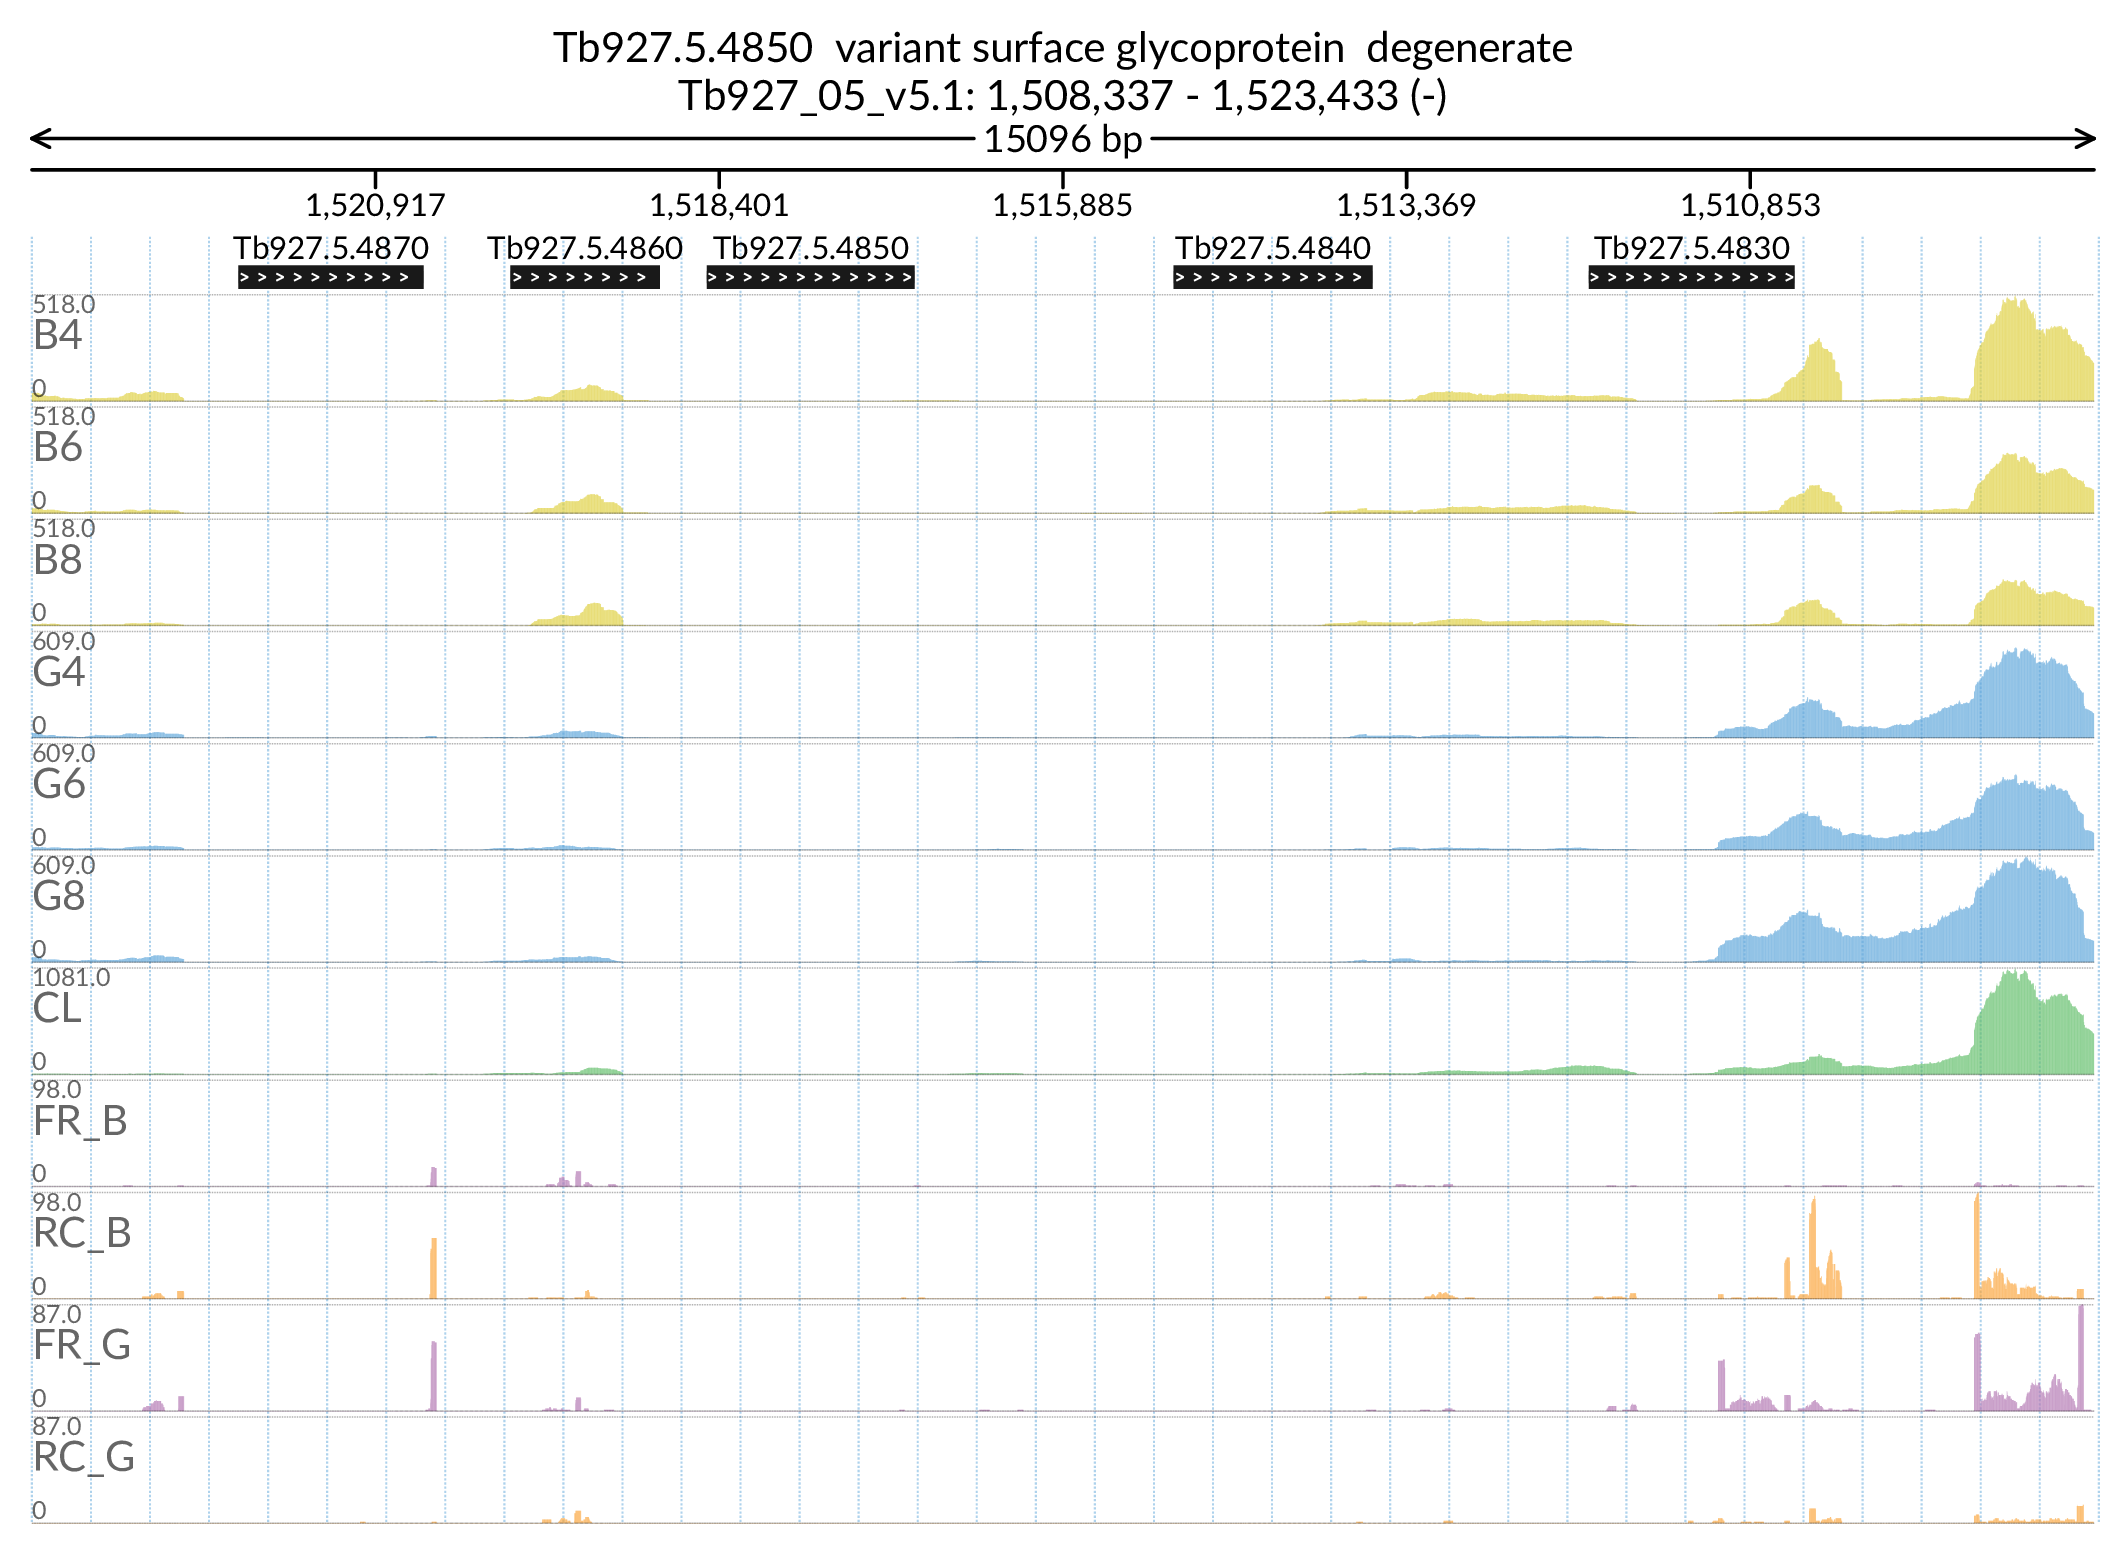 Tb927.5.4850 variant surface glycoprotein degenerate
Tb927_05_v5.1: 1,508,337 - 1,523,433 (-)
15096 bp
1,520,917 1,518,401 1,515,885 1,513,369 1,510,853
Tb927.5.4870 Tb927.5.4860 Tb927.5.4850 Tb927.5.4840 Tb927.5.4830
518.0
B4
0
518.0
B6
0
518.0
B8
0
609.0
G4
0
609.0
G6
0
609.0
G8
0
1081.0
CL
0
98.0
FR_B
0
98.0
RC_B
0
87.0
FR_G
0
87.0
RC_G
0